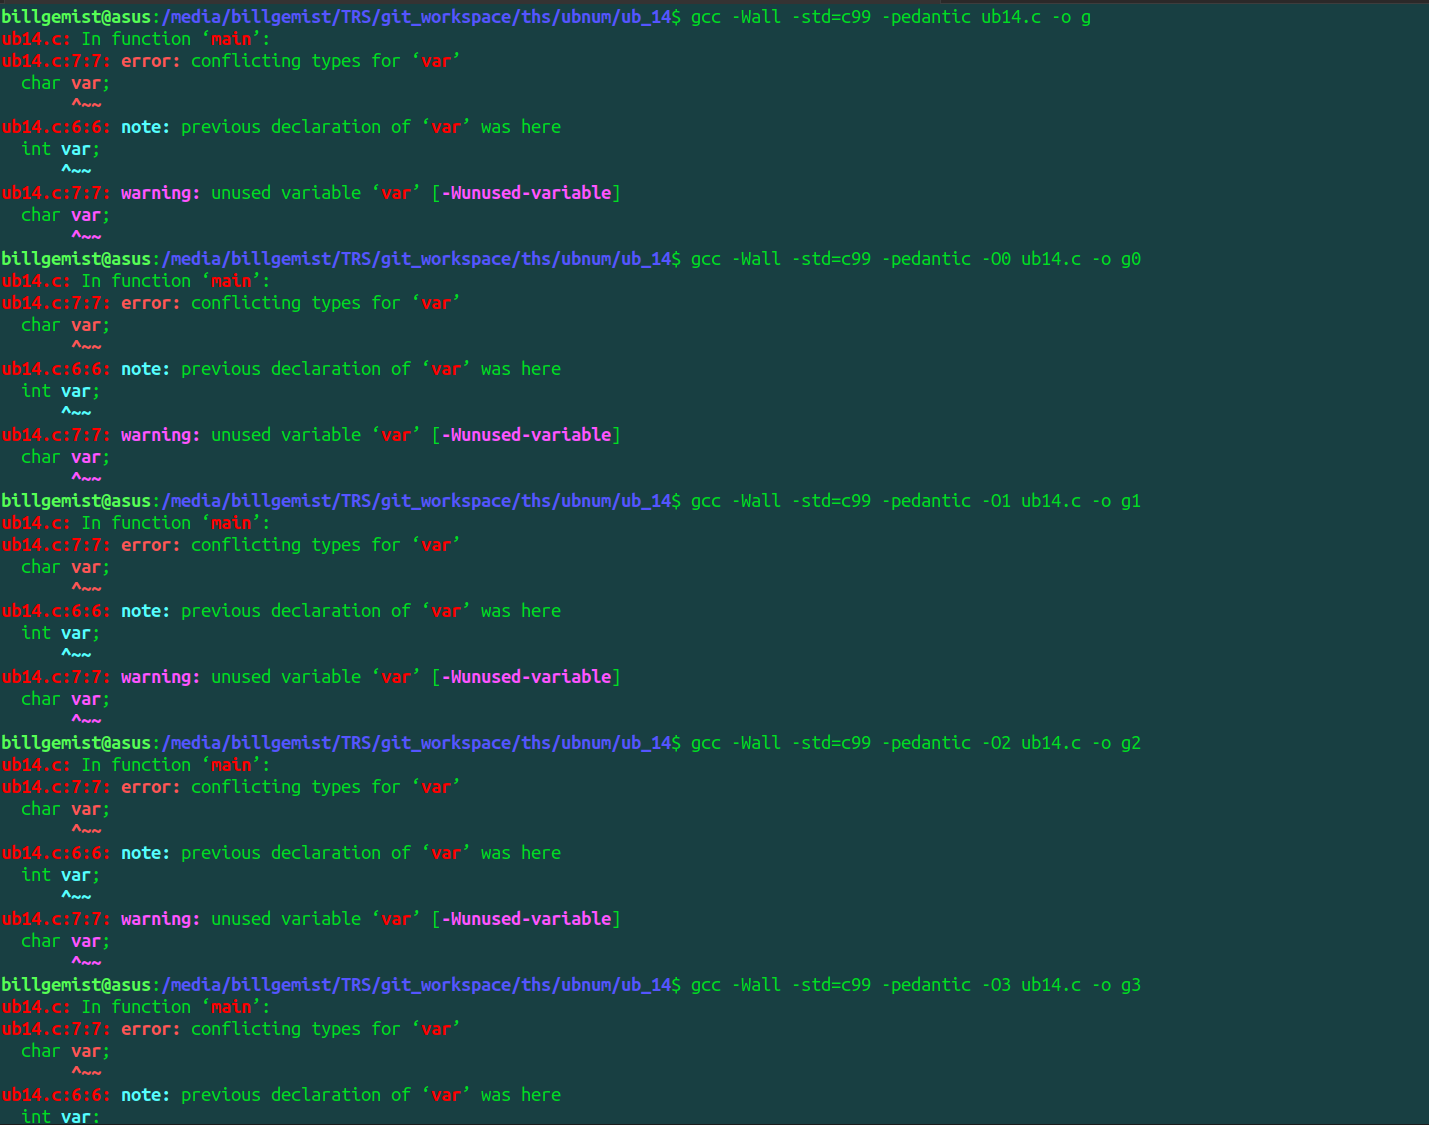 billgemist@asus:/media/billgemist/TRS/git_workspace/ths/ubnum/ub_14$ gcc -Wall -std=c99 -pedantic ub14.c -o g
ub14.c: In function ‘main’:
ub14.c:7:7: error: conflicting types for ‘var’
  char var;
       ^~~
ub14.c:6:6: note: previous declaration of ‘var’ was here
  int var;
      ^~~
ub14.c:7:7: warning: unused variable ‘var’ [-Wunused-variable]
  char var;
       ^~~
billgemist@asus:/media/billgemist/TRS/git_workspace/ths/ubnum/ub_14$ gcc -Wall -std=c99 -pedantic -O0 ub14.c -o g0
ub14.c: In function ‘main’:
ub14.c:7:7: error: conflicting types for ‘var’
  char var;
       ^~~
ub14.c:6:6: note: previous declaration of ‘var’ was here
  int var;
      ^~~
ub14.c:7:7: warning: unused variable ‘var’ [-Wunused-variable]
  char var;
       ^~~
billgemist@asus:/media/billgemist/TRS/git_workspace/ths/ubnum/ub_14$ gcc -Wall -std=c99 -pedantic -O1 ub14.c -o g1
ub14.c: In function ‘main’:
ub14.c:7:7: error: conflicting types for ‘var’
  char var;
       ^~~
ub14.c:6:6: note: previous declaration of ‘var’ was here
  int var;
      ^~~
ub14.c:7:7: warning: unused variable ‘var’ [-Wunused-variable]
  char var;
       ^~~
billgemist@asus:/media/billgemist/TRS/git_workspace/ths/ubnum/ub_14$ gcc -Wall -std=c99 -pedantic -O2 ub14.c -o g2
ub14.c: In function ‘main’:
ub14.c:7:7: error: conflicting types for ‘var’
  char var;
       ^~~
ub14.c:6:6: note: previous declaration of ‘var’ was here
  int var;
      ^~~
ub14.c:7:7: warning: unused variable ‘var’ [-Wunused-variable]
  char var;
       ^~~
billgemist@asus:/media/billgemist/TRS/git_workspace/ths/ubnum/ub_14$ gcc -Wall -std=c99 -pedantic -O3 ub14.c -o g3
ub14.c: In function ‘main’:
ub14.c:7:7: error: conflicting types for ‘var’
  char var;
       ^~~
ub14.c:6:6: note: previous declaration of ‘var’ was here
  int var;